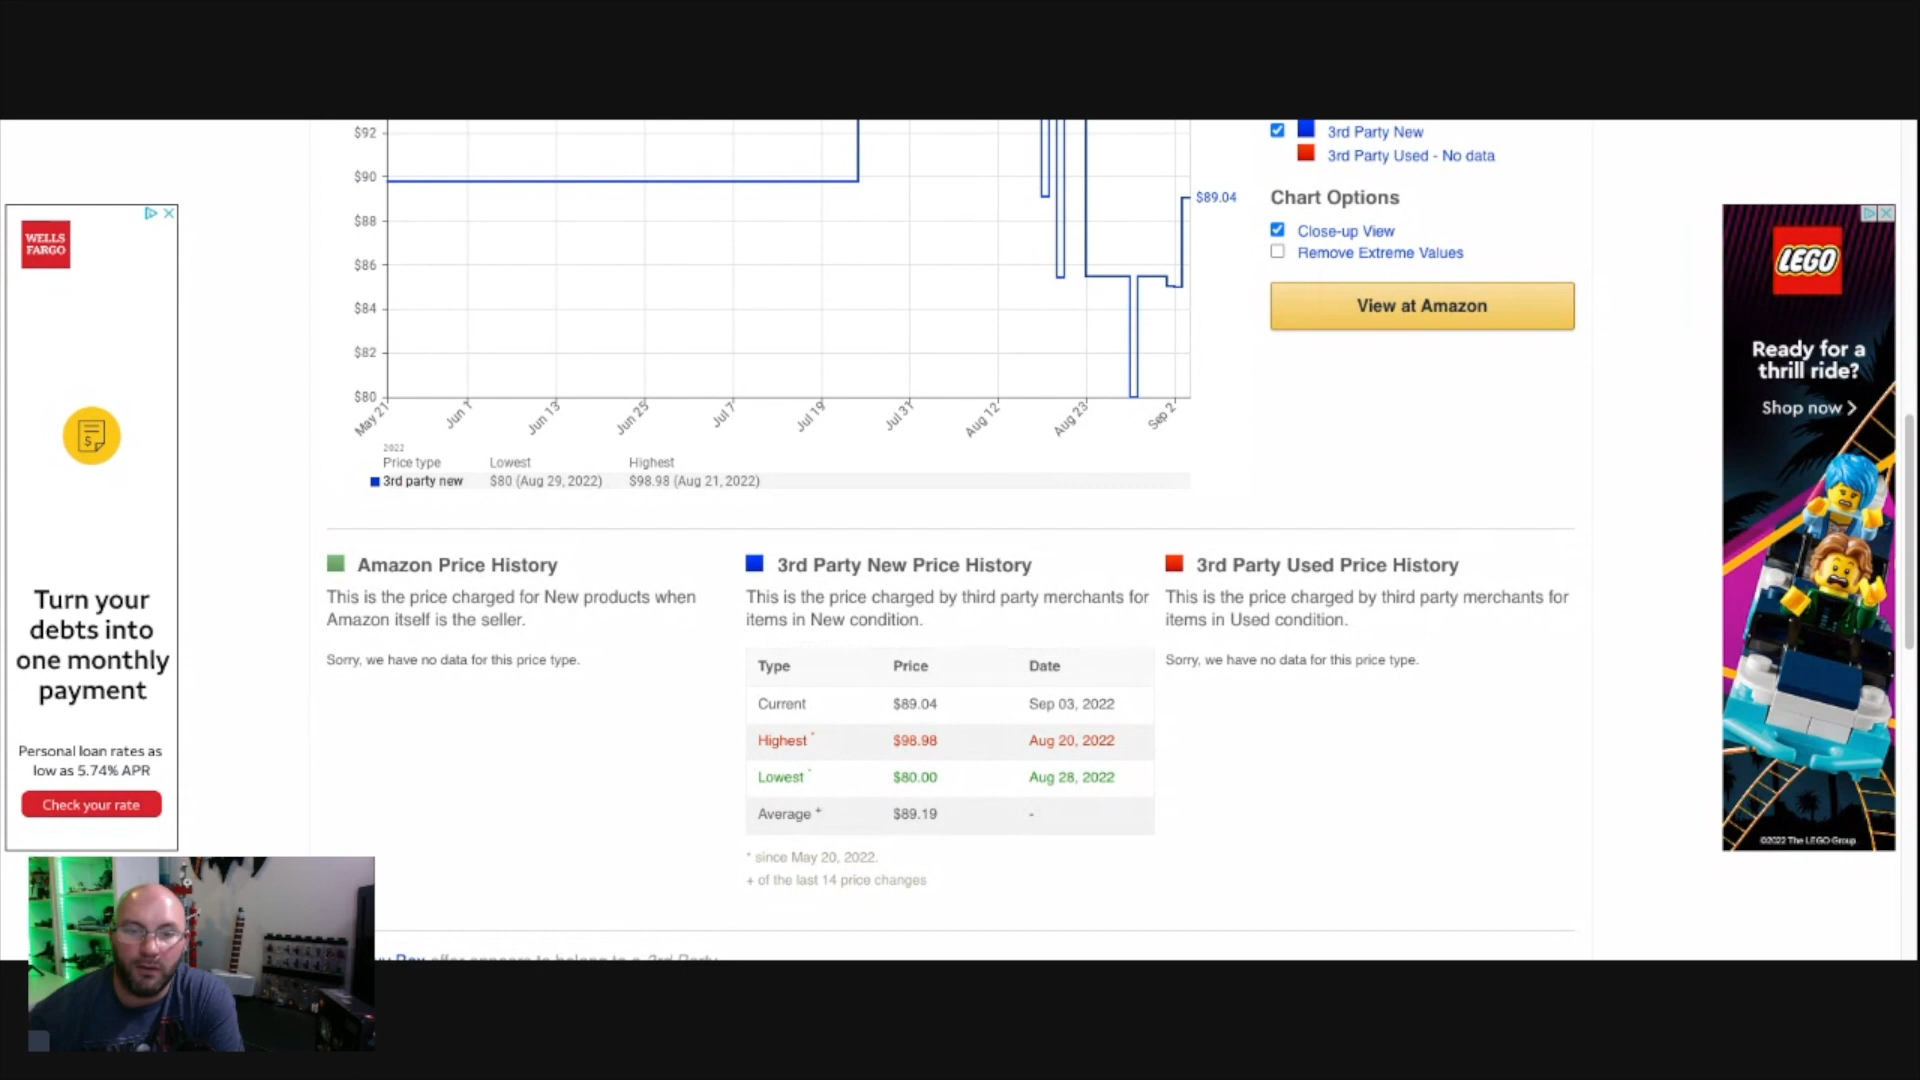 $92
$90
$88
$86
$84
$82
$80
$89.04
May 21
Jun 1
Jun 13
Jun 25
Jul 7
Jul 19
Jul 31
Aug 12
Aug 23
Sep 2
2022
Price type Lowest Highest
3rd party new $80 (Aug 29, 2022) $98.98 (Aug 21, 2022)
3rd Party New
3rd Party Used - No data
Chart Options
Close-up View
Remove Extreme Values
View at Amazon
WELLS
FARGO
Turn your
debts into
one monthly
payment
Personal loan rates as
low as 5.74% APR
Check your rate
Amazon Price History
This is the price charged for New products when
Amazon itself is the seller.
Sorry, we have no data for this price type.
3rd Party New Price History
This is the price charged by third party merchants for
items in New condition.
Type Price Date
Current $89.04 Sep 03, 2022
Highest * $98.98 Aug 20, 2022
Lowest * $80.00 Aug 28, 2022
Average + $89.19 -
* since May 20, 2022.
+ of the last 14 price changes
3rd Party Used Price History
This is the price charged by third party merchants for
items in Used condition.
Sorry, we have no data for this price type.
LEGO
Ready for a
thrill ride?
Shop now >
©2022 The LEGO Group